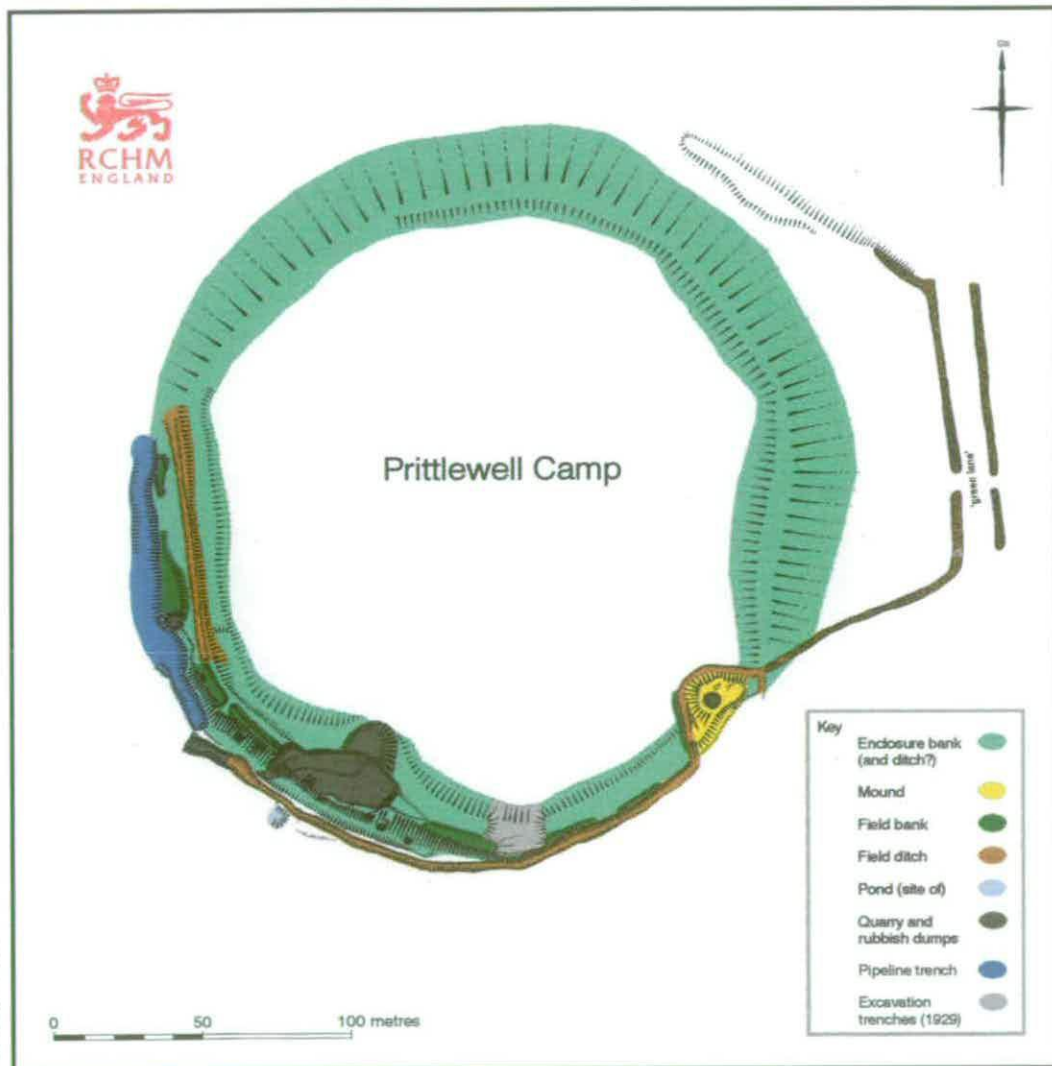 RCHM
ENGLAND
Prittlewell Camp
'green lane'
Key
Enclosure bank
(and ditch?)
Mound
Field bank
Field ditch
Pond (site of)
Quarry and
rubbish dumps
Pipeline trench
Excavation
trenches (1929)
0 50 100 metres